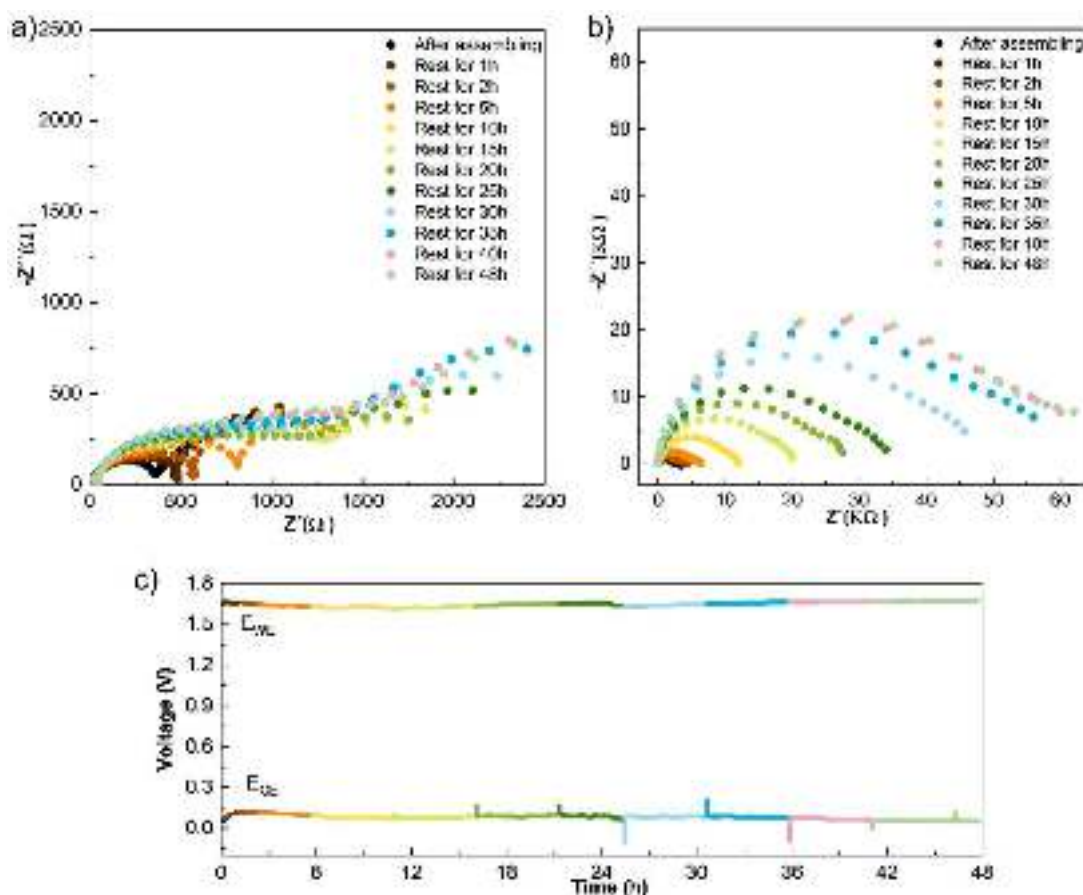 a)
2500
2000
1500
1000
500
0
-Z''(Ω)
After assembling
Rest for 1h
Rest for 2h
Rest for 5h
Rest for 10h
Rest for 15h
Rest for 20h
Rest for 25h
Rest for 30h
Rest for 35h
Rest for 40h
Rest for 48h
0
500
1000
1500
2000
2500
Z'(Ω)
b)
60
50
40
30
20
10
0
-Z''(KΩ)
After assembling
Rest for 1h
Rest for 2h
Rest for 5h
Rest for 10h
Rest for 15h
Rest for 20h
Rest for 25h
Rest for 30h
Rest for 35h
Rest for 40h
Rest for 48h
0
10
20
30
40
50
60
Z'(KΩ)
c)
1.8
1.5
1.2
0.9
0.6
0.3
0.0
Voltage (V)
E_WE
E_CE
0
6
12
18
24
30
36
42
48
Time (h)